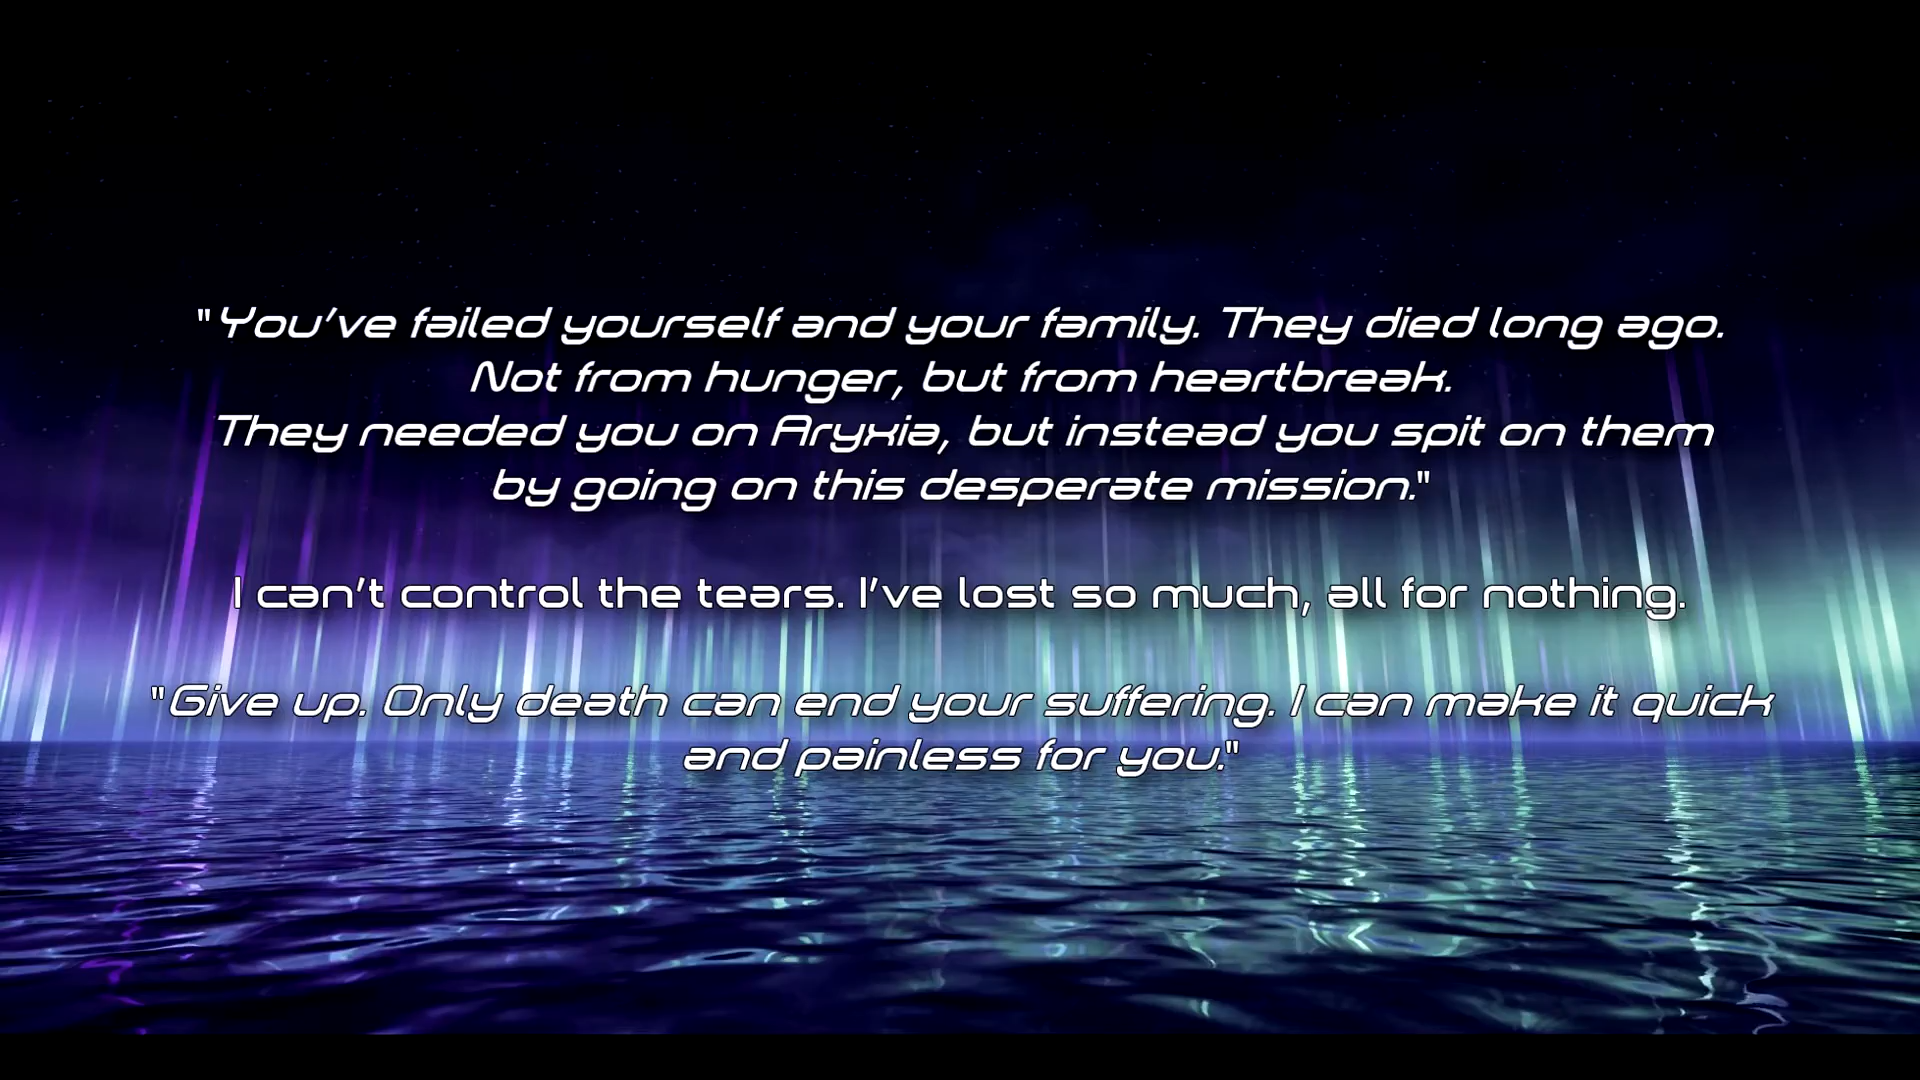 "You've failed yourself and your family. They died long ago.
Not from hunger, but from heartbreak.
They needed you on Aryxia, but instead you spit on them
by going on this desperate mission."
I can't control the tears. I've lost so much, all for nothing.
"Give up. Only death can end your suffering. I can make it quick
and painless for you."